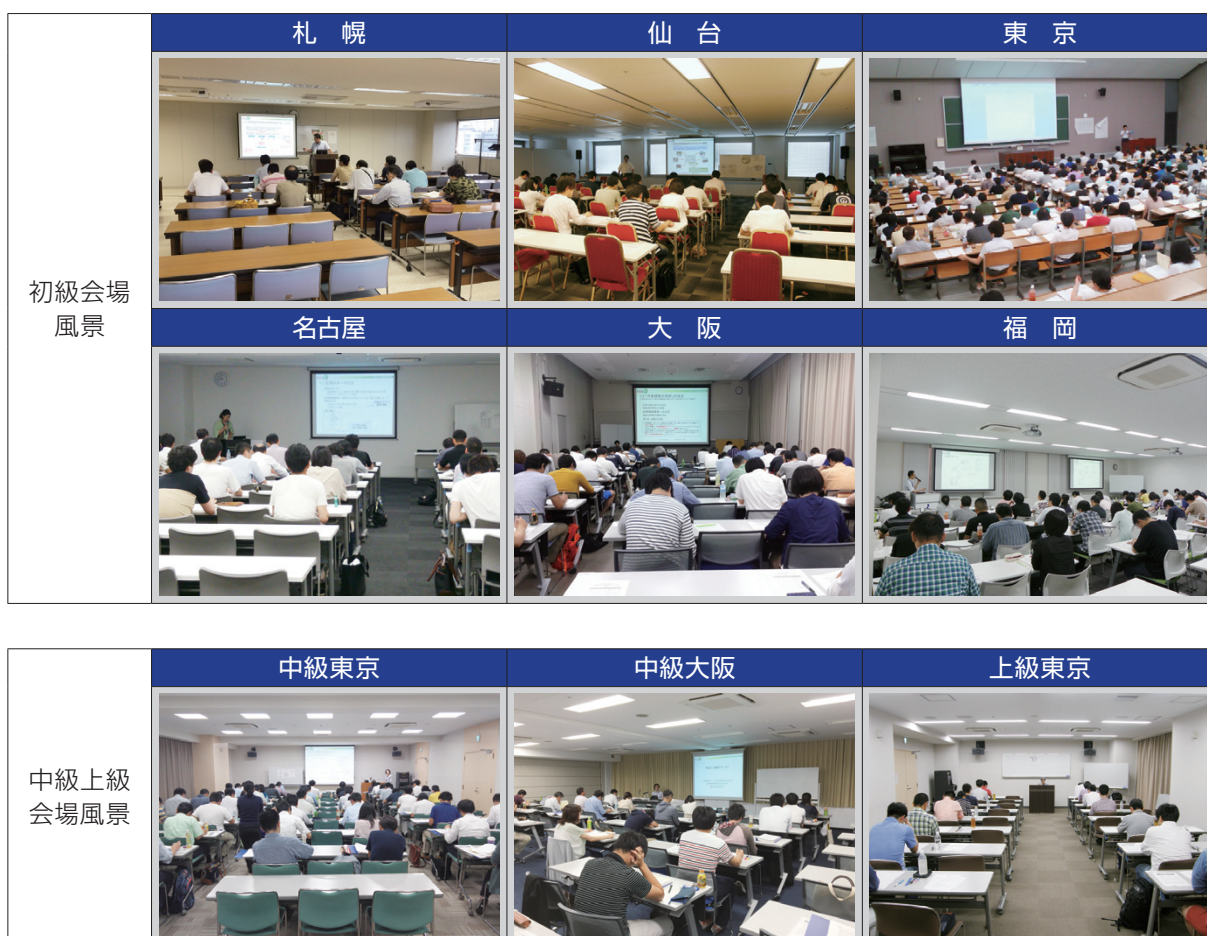 札 幌
仙 台
東 京
初級会場
風景
名古屋
大 阪
福 岡
中級東京
中級大阪
上級東京
中級上級
会場風景